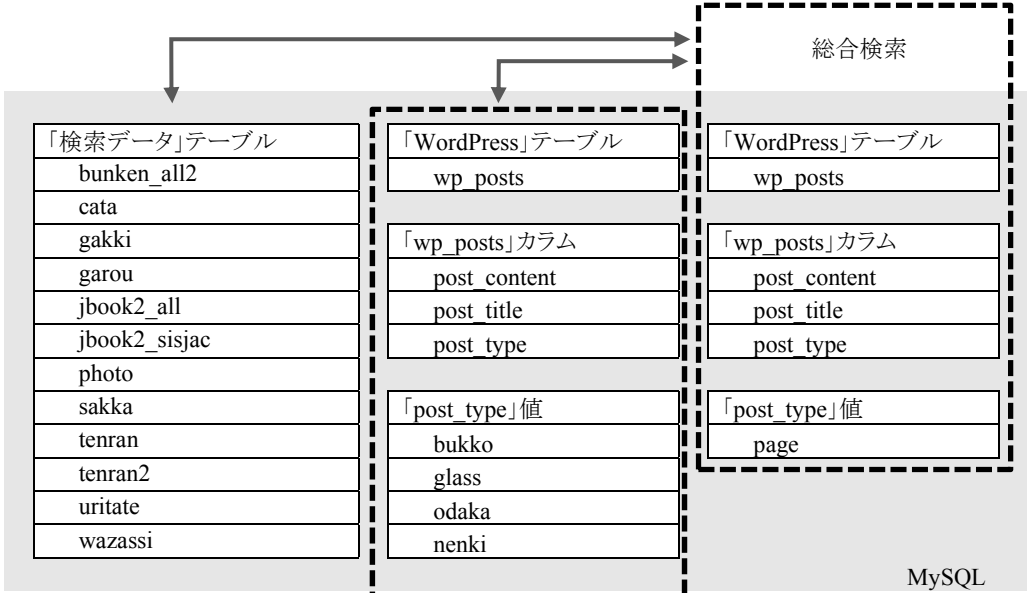 総合検索
「検索データ」テーブル
bunken_all2
cata
gakki
garou
jbook2_all
jbook2_sisjac
photo
sakka
tenran
tenran2
uritate
wazassi
「WordPress」テーブル
wp_posts
「wp_posts」カラム
post_content
post_title
post_type
「post_type」値
bukko
glass
odaka
nenki
「WordPress」テーブル
wp_posts
「wp_posts」カラム
post_content
post_title
post_type
「post_type」値
page
MySQL